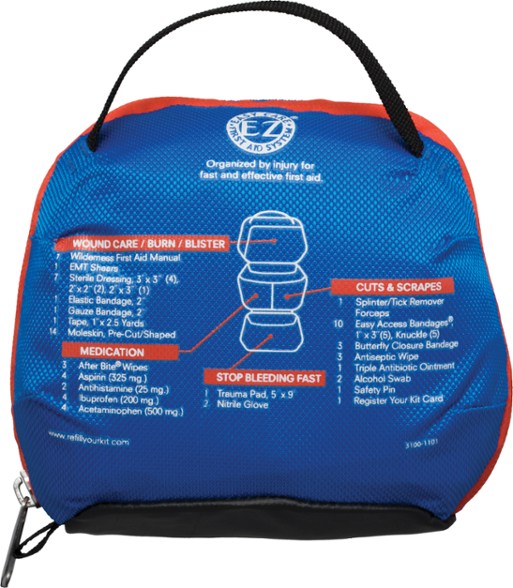 EASY CARE
EZ
FIRST AID SYSTEM
Organized by injury for
fast and effective first aid.
WOUND CARE / BURN / BLISTER
Wilderness First Aid Manual
1 EMT Shears
7 Sterile Dressing, 3"x 3" (4),
2"x 2" (2), 2"x 3" (1)
1 Elastic Bandage, 2"
1 Gauze Bandage, 2"
1 Tape, 1"x 2.5 Yards
14 Moleskin, Pre-Cut/Shaped
MEDICATION
3 After Bite® Wipes
4 Aspirin (325 mg.)
2 Antihistamine (25 mg.)
4 Ibuprofen (200 mg.)
4 Acetaminophen (500 mg.)
STOP BLEEDING FAST
1 Trauma Pad, 5"x 9"
2 Nitrile Glove
CUTS & SCRAPES
1 Splinter/Tick Remover
Forceps
10 Easy Access Bandages®,
1"x 3"(5), Knuckle (5)
3 Butterfly Closure Bandage
3 Antiseptic Wipe
1 Triple Antibiotic Ointment
2 Alcohol Swab
1 Safety Pin
1 Register Your Kit Card
www.refillyourkit.com
3100-1101